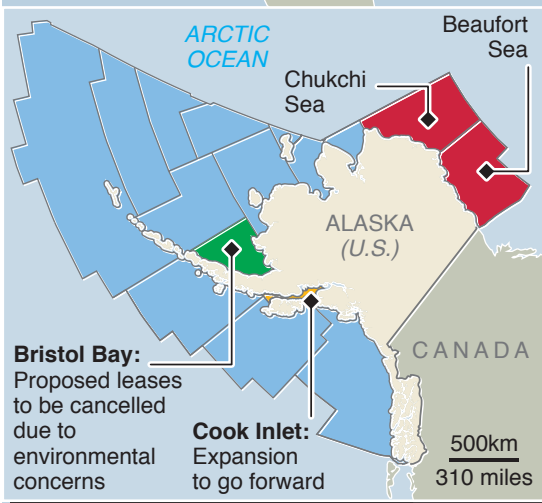 ARCTIC
OCEAN
Beaufort
Sea
Chukchi
Sea
ALASKA
(U.S.)
CANADA
Bristol Bay:
Proposed leases
to be cancelled
due to
environmental
concerns
Cook Inlet:
Expansion
to go forward
500km
310 miles